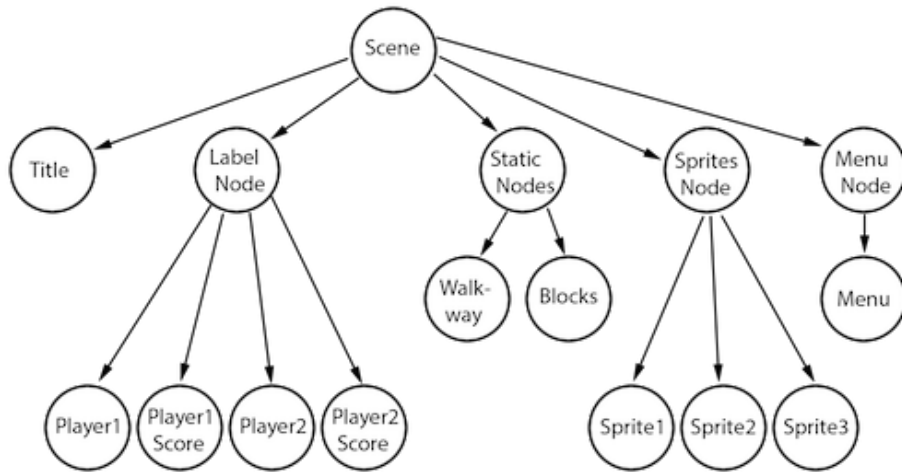 Scene
Title
Label
Node
Static
Nodes
Sprites
Node
Menu
Node
Walk-
way
Blocks
Menu
Player1
Player1
Score
Player2
Player2
Score
Sprite1
Sprite2
Sprite3